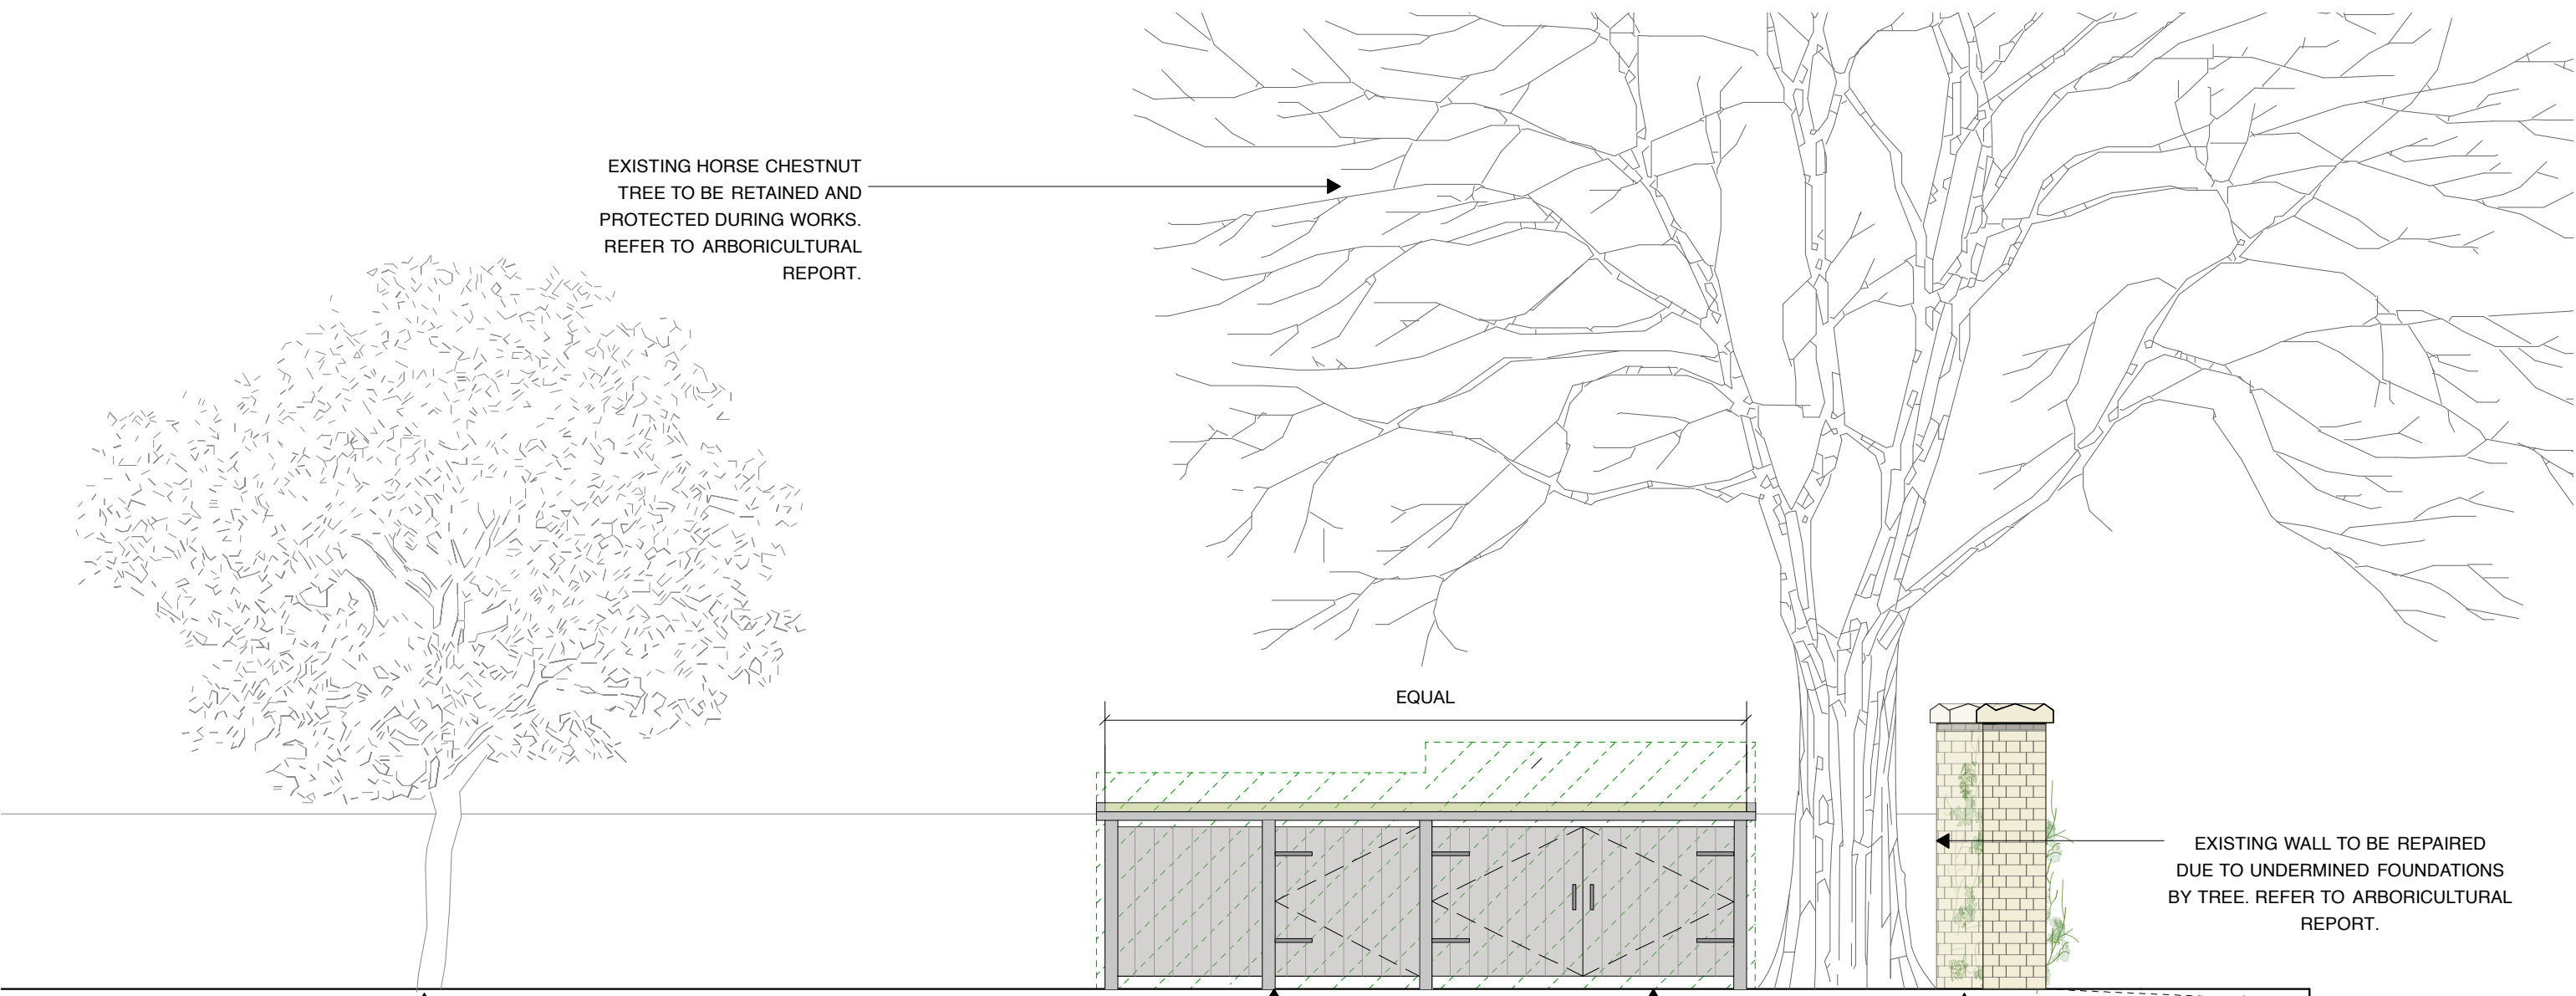 EXISTING HORSE CHESTNUT
TREE TO BE RETAINED AND
PROTECTED DURING WORKS.
REFER TO ARBORICULTURAL
REPORT.
EQUAL
EXISTING WALL TO BE REPAIRED
DUE TO UNDERMINED FOUNDATIONS
BY TREE. REFER TO ARBORICULTURAL
REPORT.